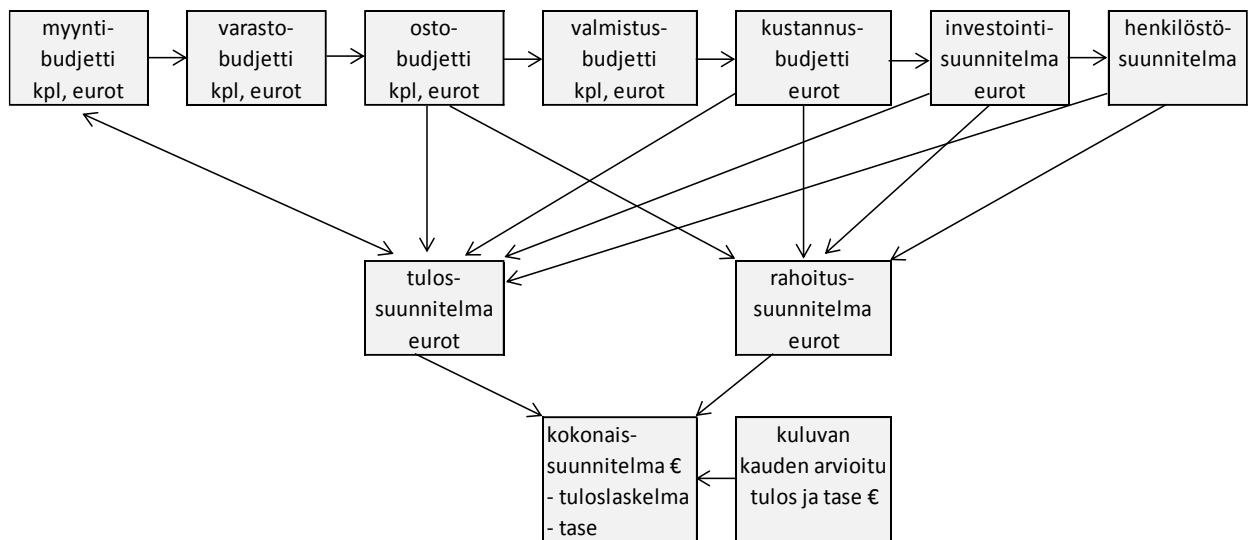 myynti-
budjetti
kpl, eurot
varasto-
budjetti
kpl, eurot
osto-
budjetti
kpl, eurot
valmistus-
budjetti
kpl, eurot
kustannus-
budjetti
eurot
investointi-
suunnitelma
eurot
henkilöstö-
suunnitelma
tulos-
suunnitelma
eurot
rahoitus-
suunnitelma
eurot
kokonais-
suunnitelma €
- tuloslaskelma
- tase
kuluvan
kauden arvioitu
tulos ja tase €